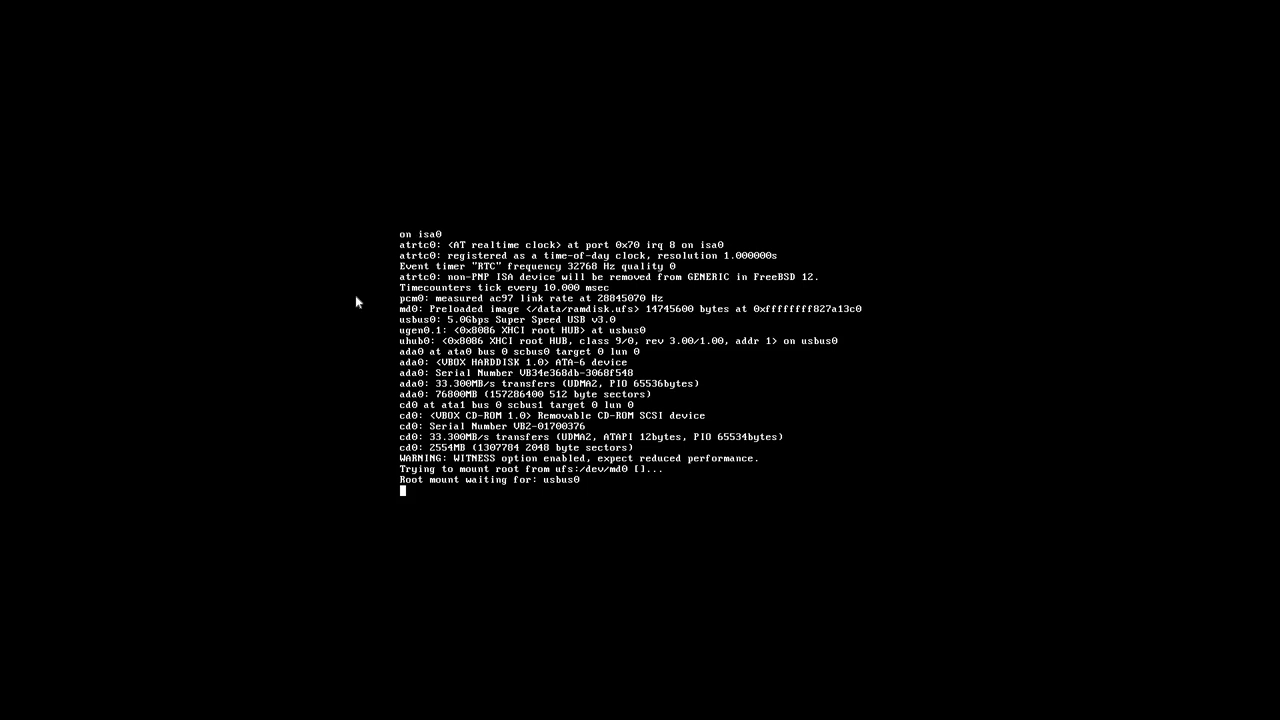 on isa0
atrtc0: <AT realtime clock> at port 0x70 irq 8 on isa0
atrtc0: registered as a time-of-day clock, resolution 1.000000s
Event timer "RTC" frequency 32768 Hz quality 0
atrtc0: non-PNP ISA device will be removed from GENERIC in FreeBSD 12.
Timecounters tick every 10.000 msec
pcm0: measured ac97 link rate at 28845070 Hz
md0: Preloaded image </data/ramdisk.ufs> 14745600 bytes at 0xffffffff827a13c0
usbus0: 5.0Gbps Super Speed USB v3.0
ugen0.1: <0x8086 XHCI root HUB> at usbus0
uhub0: <0x8086 XHCI root HUB, class 9/0, rev 3.00/1.00, addr 1> on usbus0
ada0 at ata0 bus 0 scbus0 target 0 lun 0
ada0: <VBOX HARDDISK 1.0> ATA-6 device
ada0: Serial Number VB34e368db-3068f548
ada0: 33.300MB/s transfers (UDMA2, PIO 65536bytes)
ada0: 76800MB (157286400 512 byte sectors)
cd0 at ata1 bus 0 scbus1 target 0 lun 0
cd0: <VBOX CD-ROM 1.0> Removable CD-ROM SCSI device
cd0: Serial Number VB2-01700376
cd0: 33.300MB/s transfers (UDMA2, ATAPI 12bytes, PIO 65534bytes)
cd0: 2554MB (1307784 2048 byte sectors)
WARNING: WITNESS option enabled, expect reduced performance.
Trying to mount root from ufs:/dev/md0 []...
Root mount waiting for: usbus0